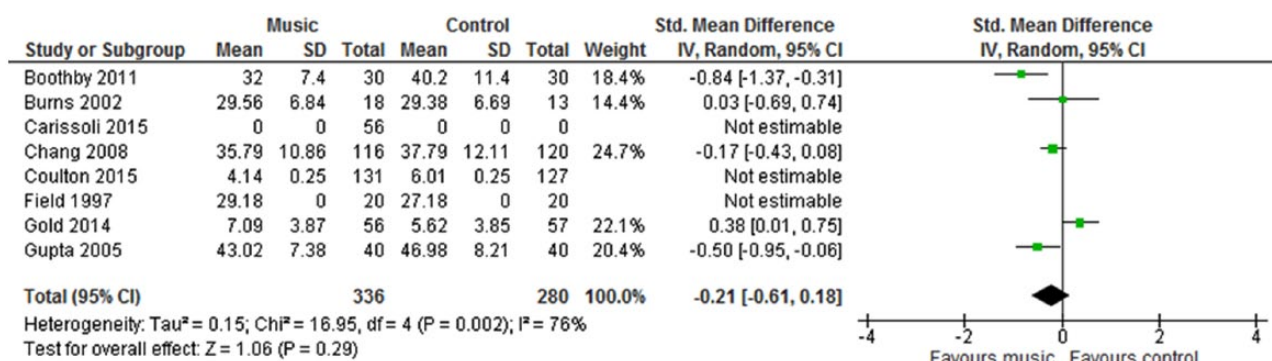 Music Control Std. Mean Difference Std. Mean Difference
Study or Subgroup Mean SD Total Mean SD Total Weight IV, Random, 95% CI IV, Random, 95% CI
Boothby 2011 32 7.4 30 40.2 11.4 30 18.4% -0.84 [-1.37, -0.31]
Burns 2002 29.56 6.84 18 29.38 6.69 13 14.4% 0.03 [-0.69, 0.74]
Carissoli 2015 0 0 56 0 0 0 Not estimable
Chang 2008 35.79 10.86 116 37.79 12.11 120 24.7% -0.17 [-0.43, 0.08]
Coulton 2015 4.14 0.25 131 6.01 0.25 127 Not estimable
Field 1997 29.18 0 20 27.18 0 20 Not estimable
Gold 2014 7.09 3.87 56 5.62 3.85 57 22.1% 0.38 [0.01, 0.75]
Gupta 2005 43.02 7.38 40 46.98 8.21 40 20.4% -0.50 [-0.95, -0.06]
Total (95% CI) 336 280 100.0% -0.21 [-0.61, 0.18]
Heterogeneity: Tau² = 0.15; Chi² = 16.95, df = 4 (P = 0.002); I² = 76%
Test for overall effect: Z = 1.06 (P = 0.29)
-4 -2 0 2 4
Favours music Favours control